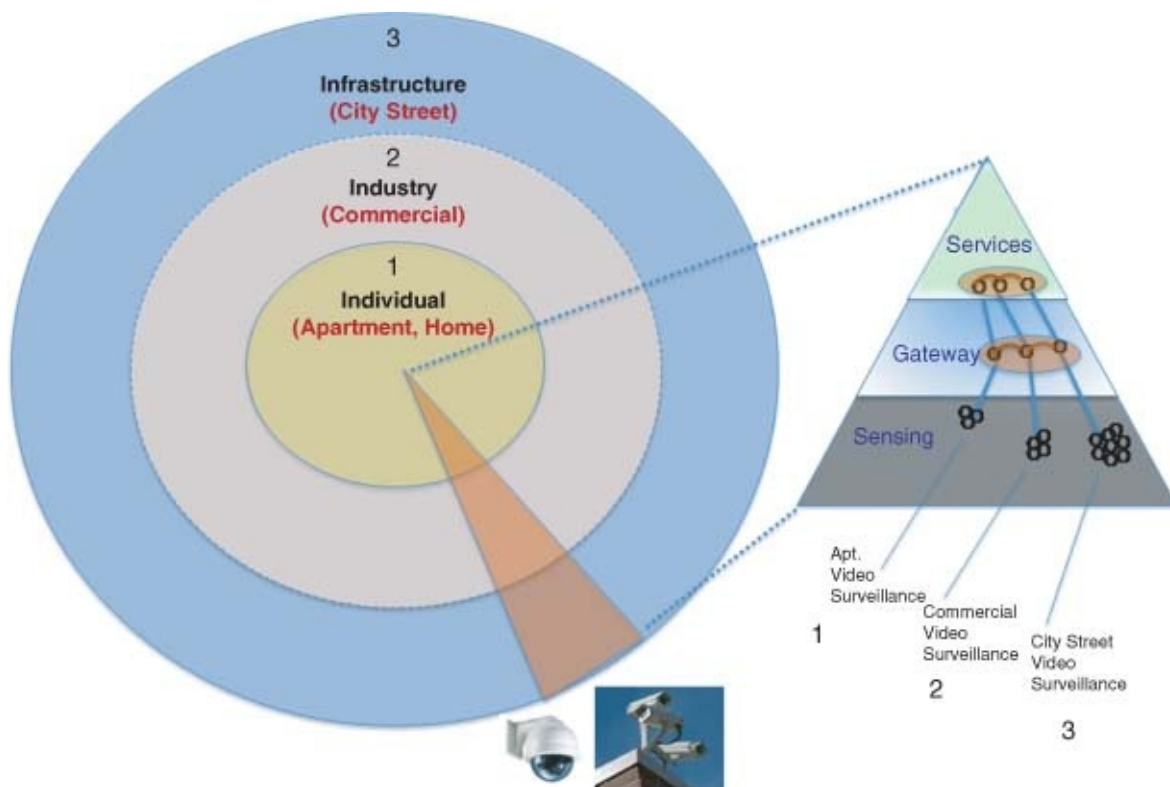 3
Infrastructure
(City Street)
2
Industry
(Commercial)
1
Individual
(Apartment, Home)
Services
Gateway
Sensing
Apt.
Video
Surveillance
1
Commercial
Video
Surveillance
2
City Street
Video
Surveillance
3